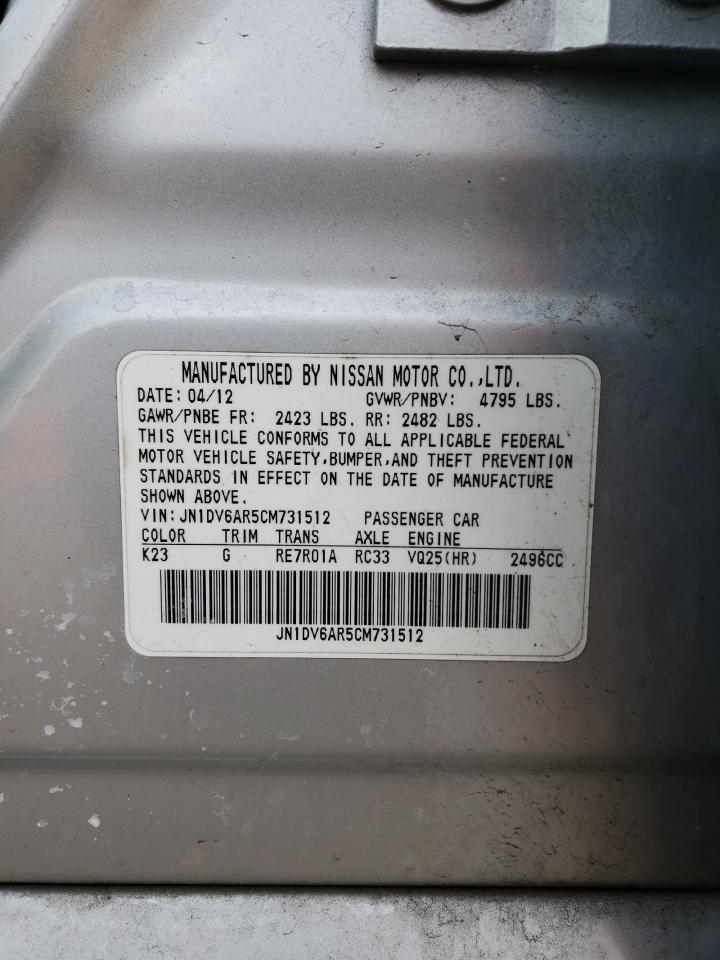 MANUFACTURED BY NISSAN MOTOR CO.,LTD.
DATE: 04/12 GVWR/PNBV: 4795 LBS.
GAWR/PNBE FR: 2423 LBS. RR: 2482 LBS.
THIS VEHICLE CONFORMS TO ALL APPLICABLE FEDERAL
MOTOR VEHICLE SAFETY,BUMPER,AND THEFT PREVENTION
STANDARDS IN EFFECT ON THE DATE OF MANUFACTURE
SHOWN ABOVE.
VIN: JN1DV6AR5CM731512 PASSENGER CAR
COLOR TRIM TRANS AXLE ENGINE
K23 G RE7R01A RC33 VQ25(HR) 2496CC
JN1DV6AR5CM731512